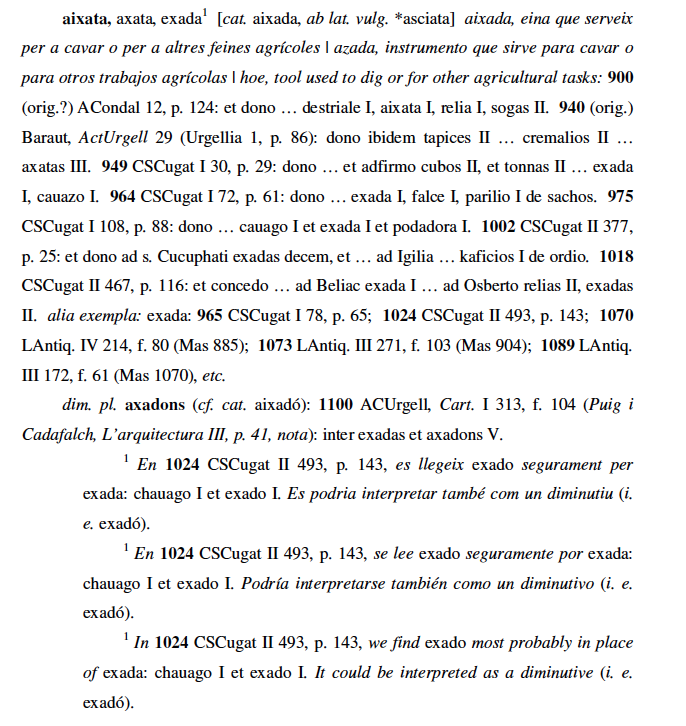 aixata, axata, exada1 [cat. aixada, ab lat. vulg. *asciata] aixada, eina que serveix
per a cavar o per a altres feines agrícoles | azada, instrumento que sirve para cavar o
para otros trabajos agrícolas | hoe, tool used to dig or for other agricultural tasks: 900
(orig.?) ACondal 12, p. 124: et dono … destriale I, aixata I, relia I, sogas II. 940 (orig.)
Baraut, ActUrgell 29 (Urgellia 1, p. 86): dono ibidem tapices II … cremalios II …
axatas III. 949 CSCugat I 30, p. 29: dono … et adfirmo cubos II, et tonnas II … exada
I, cauazo I. 964 CSCugat I 72, p. 61: dono … exada I, falce I, parilio I de sachos. 975
CSCugat I 108, p. 88: dono … cauago I et exada I et podadora I. 1002 CSCugat II 377,
p. 25: et dono ad s. Cucuphati exadas decem, et … ad Igilia … kaficios I de ordio. 1018
CSCugat II 467, p. 116: et concedo … ad Beliac exada I … ad Osberto relias II, exadas
II. alia exempla: exada: 965 CSCugat I 78, p. 65; 1024 CSCugat II 493, p. 143; 1070
LAntiq. IV 214, f. 80 (Mas 885); 1073 LAntiq. III 271, f. 103 (Mas 904); 1089 LAntiq.
III 172, f. 61 (Mas 1070), etc.
dim. pl. axadons (cf. cat. aixadó): 1100 ACUrgell, Cart. I 313, f. 104 (Puig i
Cadafalch, L'arquitectura III, p. 41, nota): inter exadas et axadons V.
1 En 1024 CSCugat II 493, p. 143, es llegeix exado segurament per
exada: chauago I et exado I. Es podria interpretar també com un diminutiu (i.
e. exadó).
1 En 1024 CSCugat II 493, p. 143, se lee exado seguramente por exada:
chauago I et exado I. Podría interpretarse también como un diminutivo (i. e.
exadó).
1 In 1024 CSCugat II 493, p. 143, we find exado most probably in place
of exada: chauago I et exado I. It could be interpreted as a diminutive (i. e.
exadó).